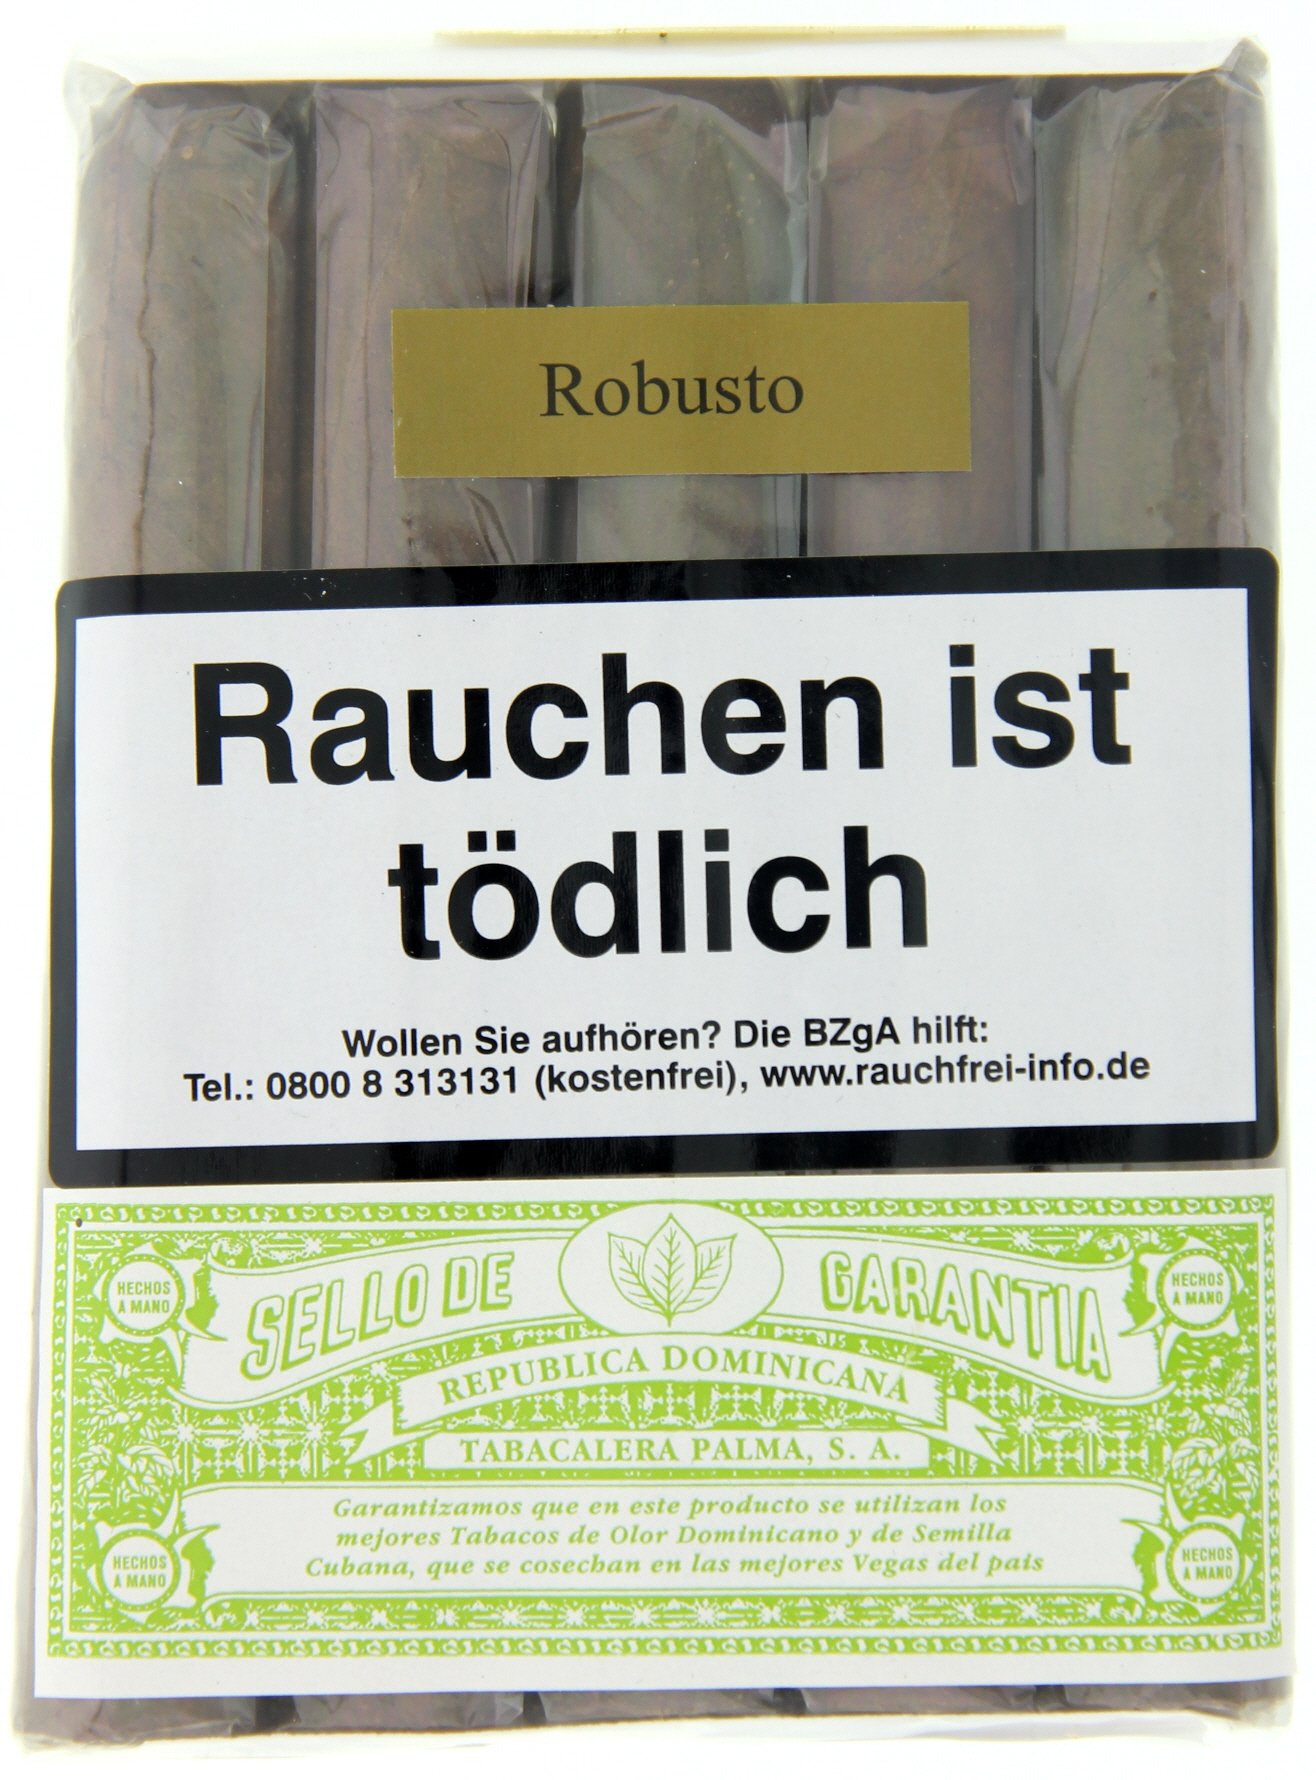 Robusto
Rauchen ist
tödlich
Wollen Sie aufhören? Die BZgA hilft:
Tel.: 0800 8 313131 (kostenfrei), www.rauchfrei-info.de
SELLO DE GARANTIA
HECHOS
A MANO
HECHOS
A MANO
REPUBLICA DOMINICANA
TABACALERA PALMA, S. A.
Garantizamos que en este producto se utilizan los
mejores Tabacos de Olor Dominicano y de Semilla
Cubana, que se cosechan en las mejores Vegas del pais
HECHOS
A MANO
HECHOS
A MANO